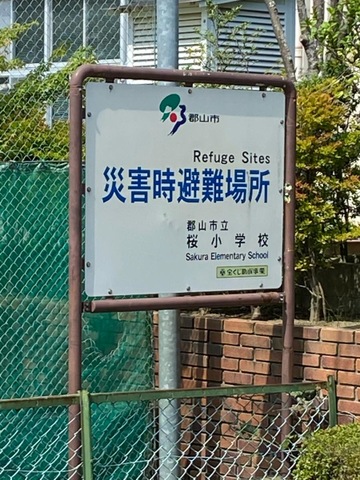 郡山市
Refuge Sites
災害時避難場所
郡山市立
桜小学校
Sakura Elementary School
宝くじ助成事業